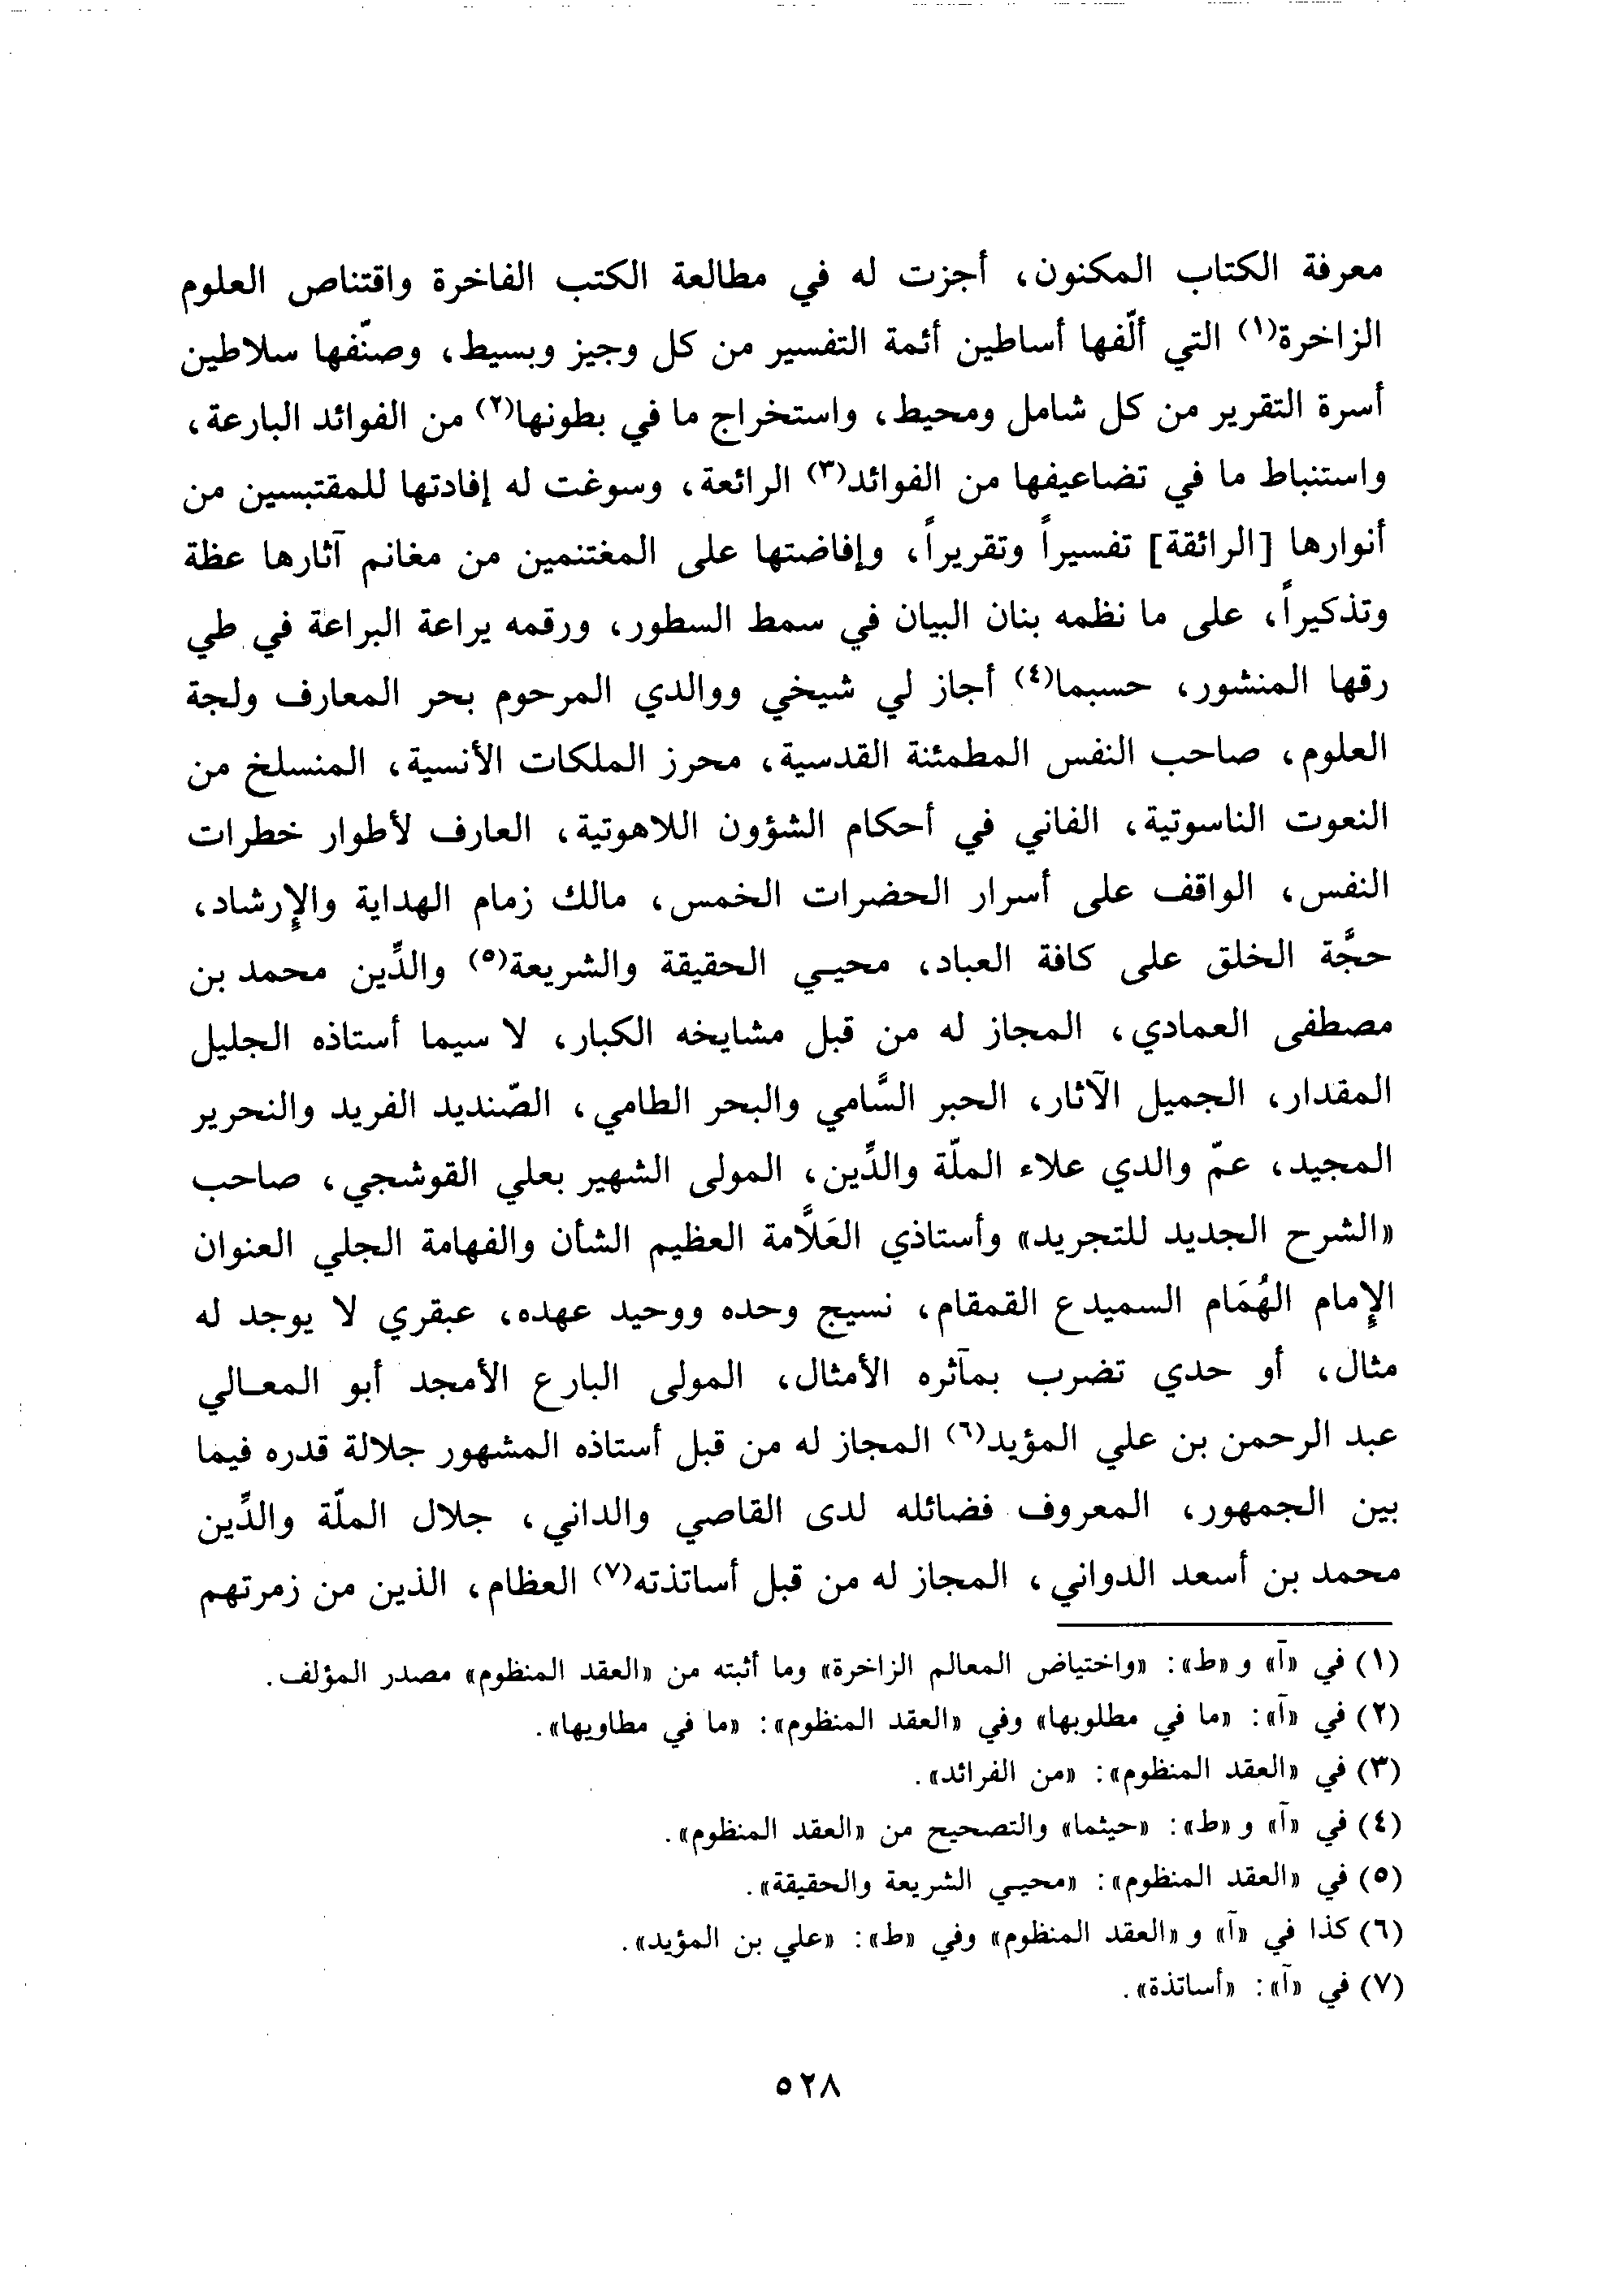 معرفة الكتاب المكنون، أجزت له في مطالعة الكتب الفاخرة واقتناص العلوم
الزاخرة(١) التي ألّفها أساطين أئمة التفسير من كل وجيز وبسيط، وصنّفها سلاطين
أسرة التقرير من كل شامل ومحيط، واستخراج ما في بطونها(٢) من الفوائد البارعة،
واستنباط ما في تضاعيفها من الفوائد(٣) الرائعة، وسوغت له إفادتها للمقتبسين من
أنوارها [الرائقة] تفسيراً وتقريراً، وإفاضتها على المغتنمين من مغانم آثارها عظة
وتذكيراً، على ما نظمه بنان البيان في سمط السطور، ورقمه يراعة البراعة في طي
رقها المنشور، حسبما(٤) أجاز لي شيخي ووالدي المرحوم بحر المعارف ولجة
العلوم، صاحب النفس المطمئنة القدسية، محرز الملكات الأنسية، المنسلخ من
النعوت الناسوتية، الفاني في أحكام الشؤون اللاهوتية، العارف لأطوار خطرات
النفس، الواقف على أسرار الحضرات الخمس، مالك زمام الهداية والإِرشاد،
حجَّة الخلق على كافة العباد، محيـي الحقيقة والشريعة(٥) والدِّين محمد بن
مصطفى العمادي، المجاز له من قبل مشايخه الكبار، لا سيما أستاذه الجليل
المقدار، الجميل الآثار، الحبر السَّامي والبحر الطامي، الصّنديد الفريد والنحرير
المجيد، عمّ والدي علاء الملّة والدِّين، المولى الشهير بعلي القوشجي، صاحب
«الشرح الجديد للتجريد» وأستاذي العَلاَّمة العظيم الشأن والفهامة الجلي العنوان
الإِمام الهُمَام السميدع القمقام، نسيج وحده ووحيد عهده، عبقري لا يوجد له
مثال، أو حدي تضرب بمآثره الأمثال، المولى البارع الأمجد أبو المعـالي
عبد الرحمن بن علي المؤيد(٦) المجاز له من قبل أستاذه المشهور جلالة قدره فيما
بين الجمهور، المعروف فضائله لدى القاصي والداني، جلال الملّة والدِّين
محمد بن أسعد الدواني، المجاز له من قبل أساتذته(٧) العظام، الذين من زمرتهم
(١) في «آ» و «ط»: «واختياض المعالم الزاخرة» وما أثبته من «العقد المنظوم» مصدر المؤلف.
(٢) في «آ»: «ما في مطلوبها» وفي «العقد المنظوم»: «ما في مطاويها».
(٣) في «العقد المنظوم»: «من الفرائد».
(٤) في «آ» و «ط»: «حيثما» والتصحيح من «العقد المنظوم».
(٥) في «العقد المنظوم»: «محيـي الشريعة والحقيقة».
(٦) كذا في «آ» و «العقد المنظوم» وفي «ط»: «علي بن المؤيد».
(٧) في «آ»: «أساتذة».
٥٢٨